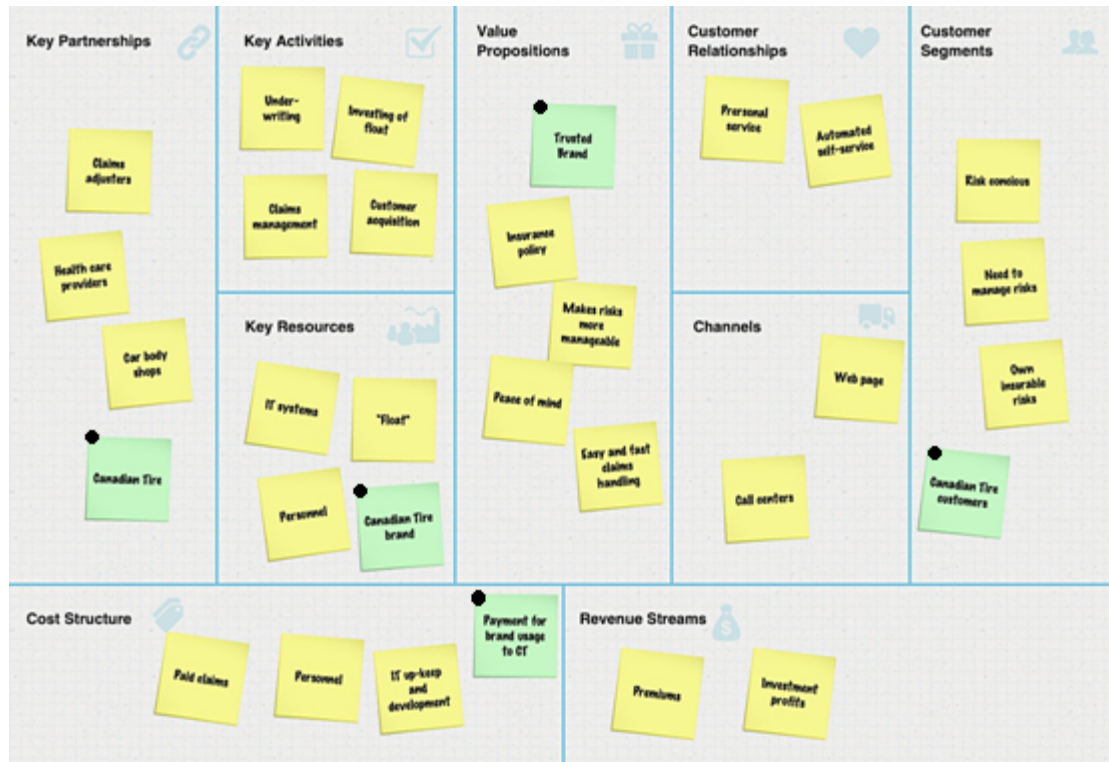 Key Partnerships
Claims
adjusters
Health care
providers
Car body
shops
Canadian Tire
Key Activities
Under-
writing
Investing of
float
Claims
management
Customer
acquisition
Key Resources
IT systems
"Float"
Personnel
Canadian Tire
brand
Value
Propositions
Trusted
Brand
Insurance
policy
Makes risks
more
manageable
Peace of mind
Easy and fast
claims
handling
Customer
Relationships
Prersonal
service
Automated
self-service
Channels
Web page
Call centers
Customer
Segments
Risk concious
Need to
manage risks
Own
insurable
risks
Canadian Tire
customers
Cost Structure
Paid claims
Personnel
IT up-keep
and
development
Payment for
brand usage
to CT
Revenue Streams
$
Premiums
Investment
profits